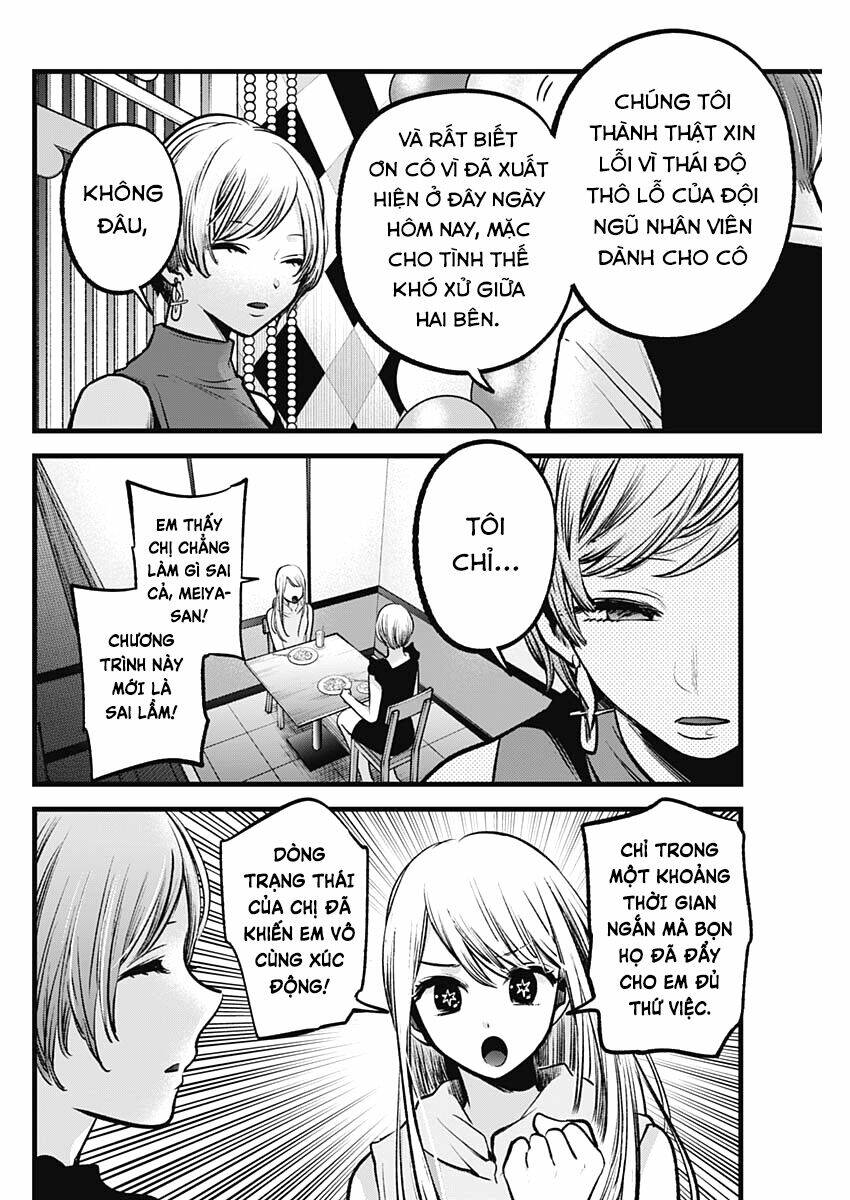 CHÚNG TÔI
THÀNH THẬT XIN
LỖI VÌ THÁI ĐỘ
THÔ LỖ CỦA ĐỘI
NGŨ NHÂN VIÊN
DÀNH CHO CÔ
VÀ RẤT BIẾT
ƠN CÔ VÌ ĐÃ XUẤT
HIỆN Ở ĐÂY NGÀY
HÔM NAY, MẶC
CHO TÌNH THẾ
KHÓ XỬ GIỮA
HAI BÊN.
KHÔNG
ĐÂU,
TÔI
CHỈ...
EM THẤY
CHỊ CHẲNG
LÀM GÌ SAI
CẢ, MEIYA-
SAN!
CHƯƠNG
TRÌNH NÀY
MỚI LÀ
SAI LẦM!
CHỈ TRONG
MỘT KHOẢNG
THỜI GIAN
NGẮN MÀ BỌN
HỌ ĐÃ ĐẨY
CHO EM ĐỦ
THỨ VIỆC.
DÒNG
TRẠNG THÁI
CỦA CHỊ ĐÃ
KHIẾN EM VÔ
CÙNG XÚC
ĐỘNG!